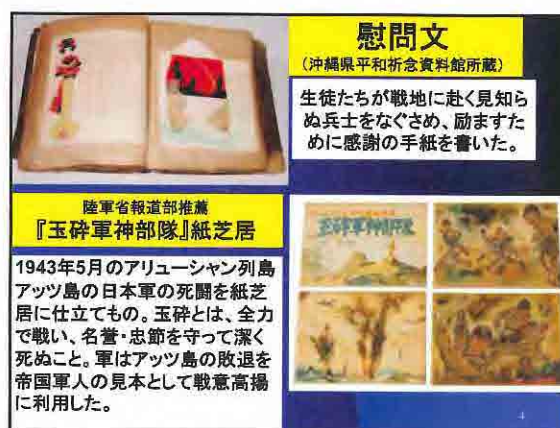 慰問文
（沖縄県平和祈念資料館所蔵）
生徒たちが戦地に赴く見知ら
ぬ兵士をなぐさめ、励ますた
めに感謝の手紙を書いた。
陸軍省報道部推薦
『玉砕軍神部隊』紙芝居
1943年5月のアリューシャン列島
アッツ島の日本軍の死闘を紙芝
居に仕立てもの。玉砕とは、全力
で戦い、名誉・忠節を守って潔く
死ぬこと。軍はアッツ島の敗退を
帝国軍人の見本として戦意高揚
に利用した。
玉砕軍神部隊
4